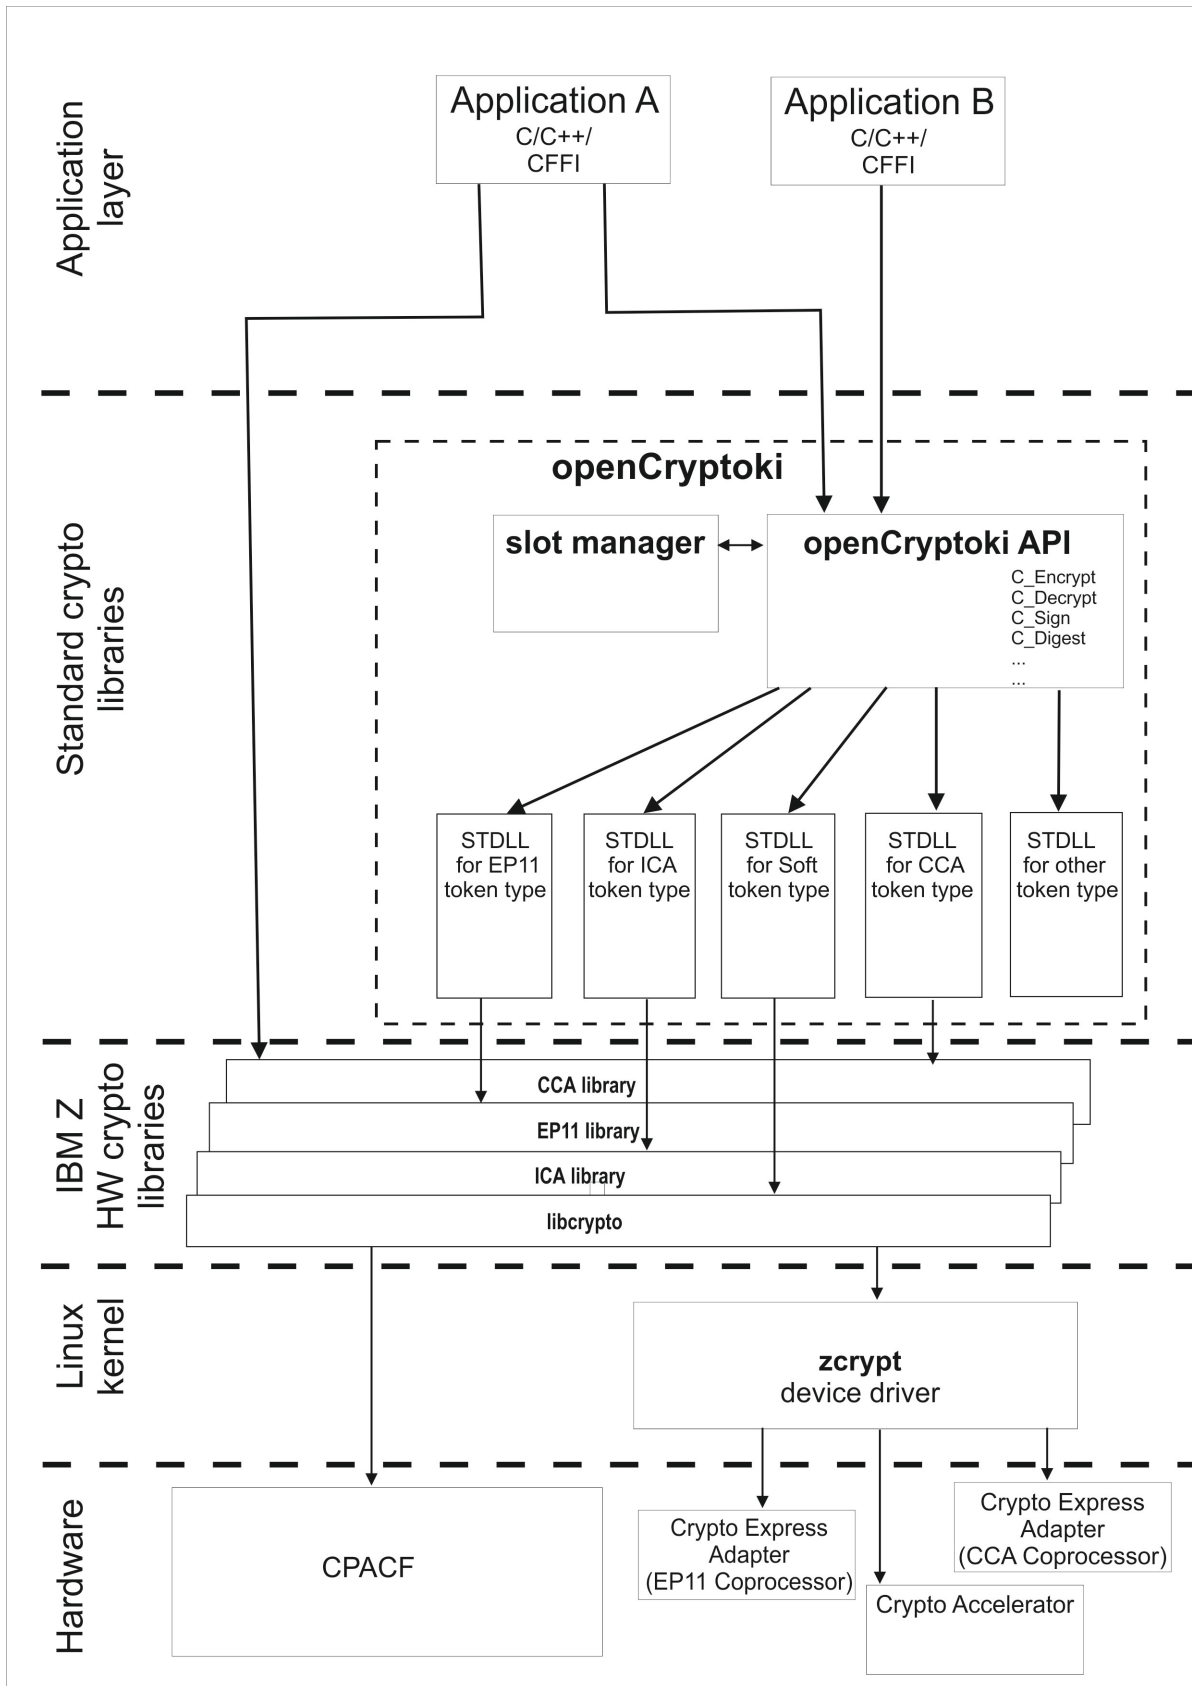 Application
layer
Application A
C/C++/
CFFI
Application B
C/C++/
CFFI
Standard crypto
libraries
openCryptoki
slot manager
openCryptoki API
C_Encrypt
C_Decrypt
C_Sign
C_Digest
...
...
STDLL
for EP11
token type
STDLL
for ICA
token type
STDLL
for Soft
token type
STDLL
for CCA
token type
STDLL
for other
token type
IBM Z
HW crypto
libraries
CCA library
EP11 library
ICA library
libcrypto
Linux
kernel
zcrypt
device driver
Hardware
CPACF
Crypto Express
Adapter
(EP11 Coprocessor)
Crypto Accelerator
Crypto Express
Adapter
(CCA Coprocessor)